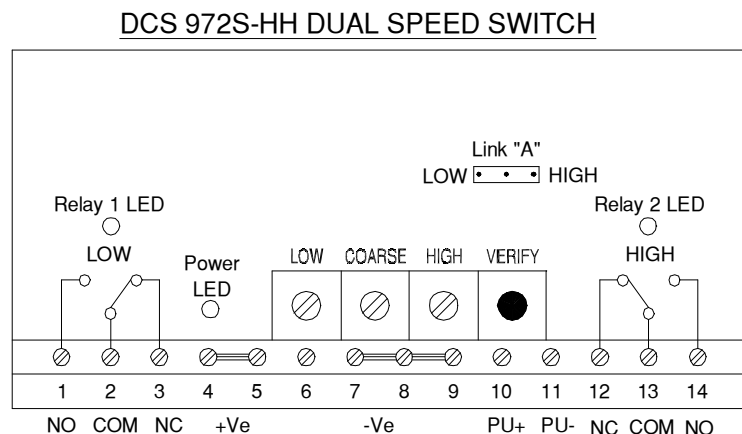 DCS 972S-HH DUAL SPEED SWITCH
Link "A"
LOW HIGH
Relay 1 LED Relay 2 LED
LOW HIGH
Power LED
LOW COARSE HIGH VERIFY
1 2 3 4 5 6 7 8 9 10 11 12 13 14
NO COM NC +Ve -Ve PU+ PU- NC COM NO